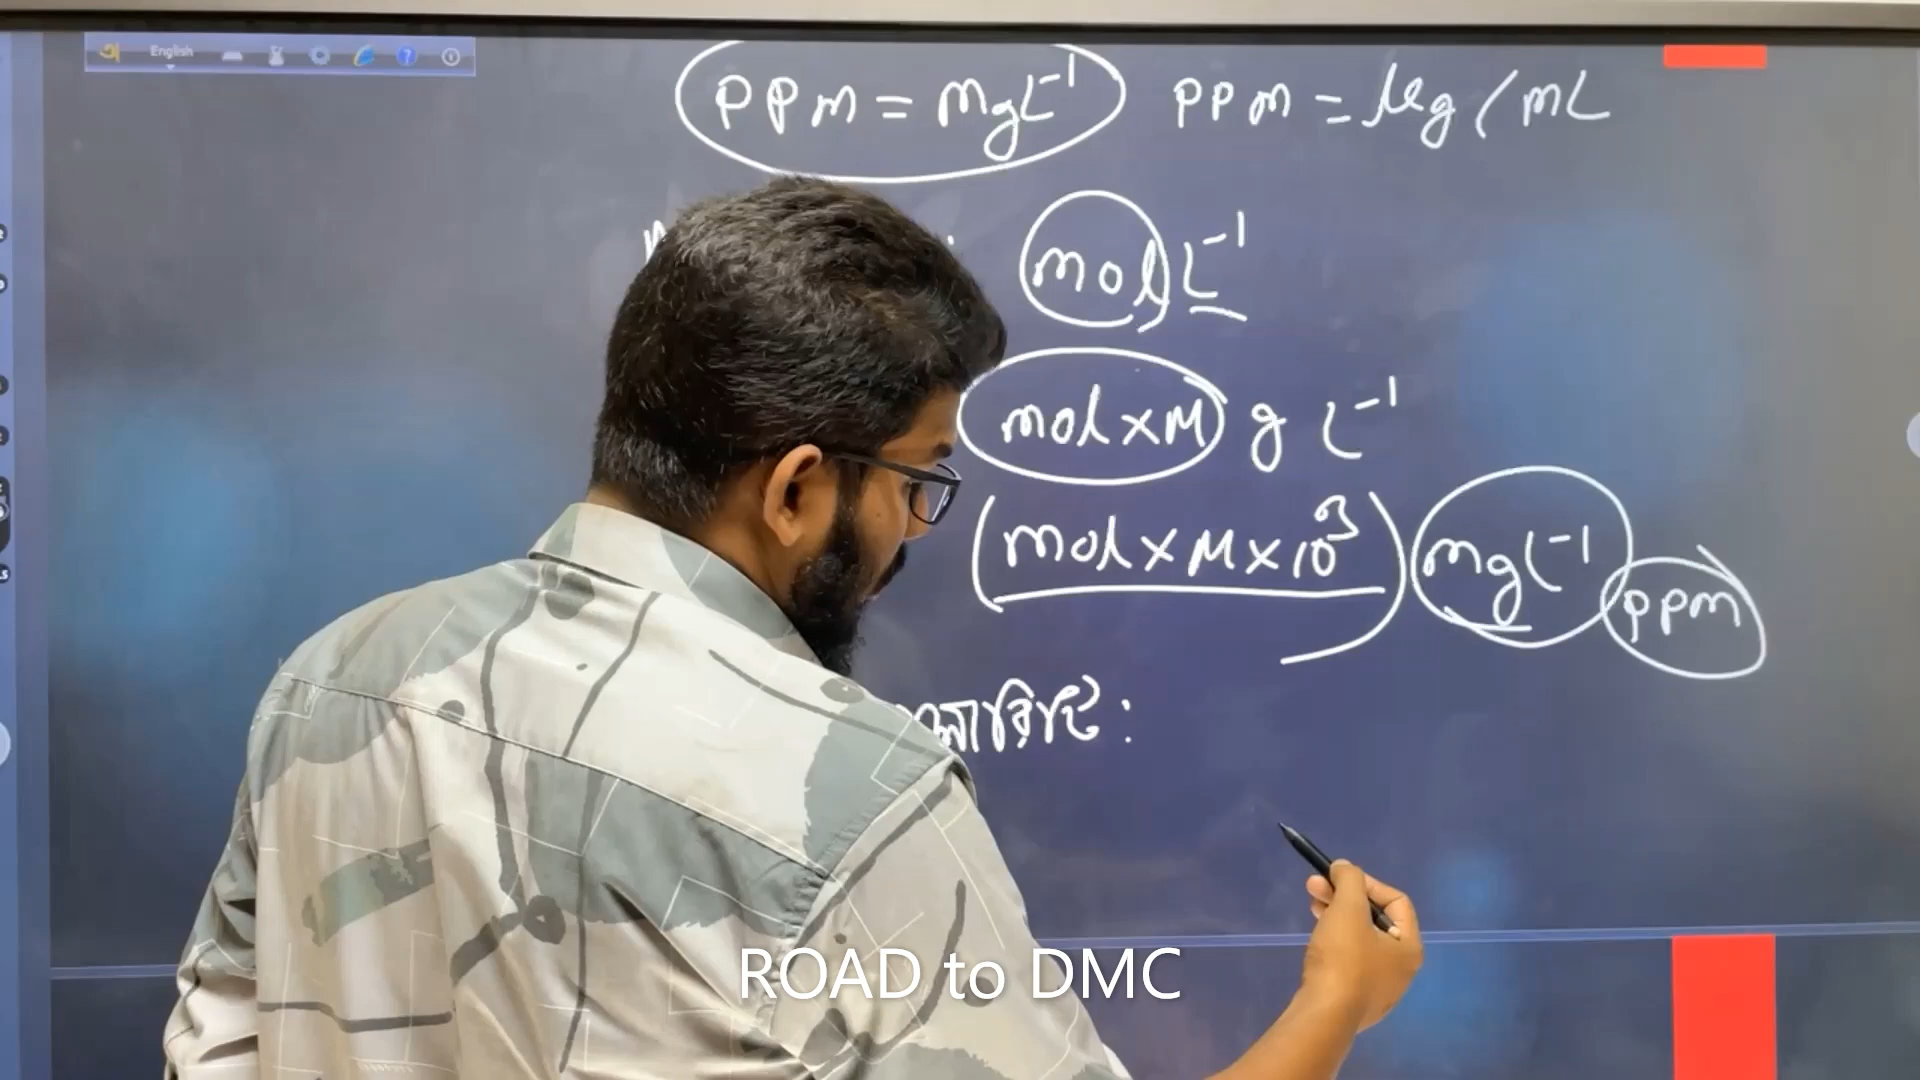 English
ppm = mgL⁻¹ ppm = μg/mL
mol L⁻¹
mol×M g L⁻¹
(mol×M×10³) mgL⁻¹ ppm
ROAD to DMC